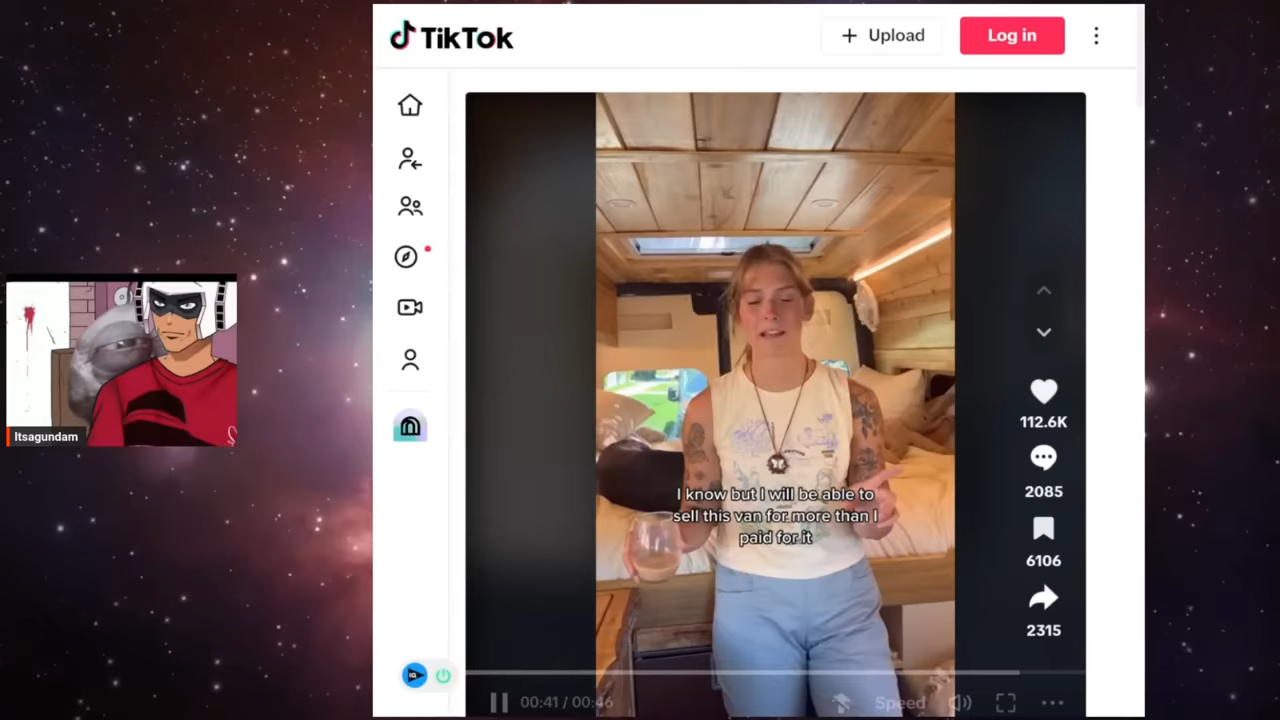 TikTok
+ Upload
Log in
112.6K
I know but I will be able to
sell this van for more than I
paid for it
2085
6106
2315
Itsagundam
00:41 / 00:46
Speed